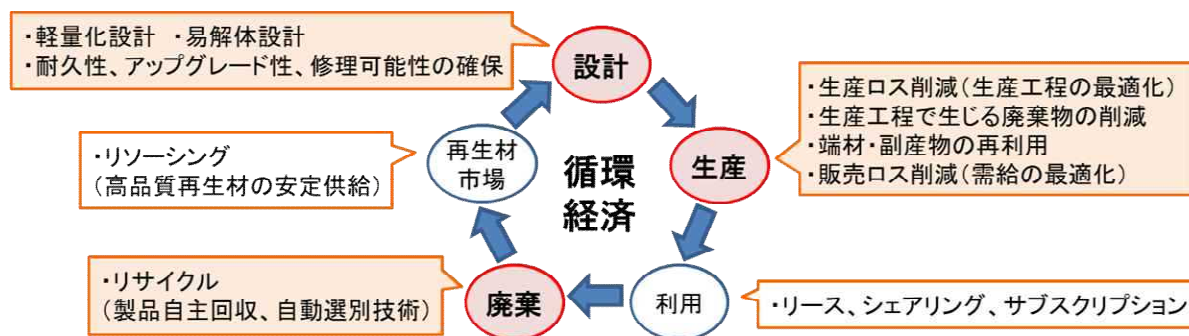 ・軽量化設計 ・易解体設計
・耐久性、アップグレード性、修理可能性の確保
設計
・生産ロス削減(生産工程の最適化)
・生産工程で生じる廃棄物の削減
・端材・副産物の再利用
・販売ロス削減(需給の最適化)
生産
・リソーシング
(高品質再生材の安定供給)
再生材
市場
循環
経済
・リサイクル
(製品自主回収、自動選別技術)
廃棄
利用
・リース、シェアリング、サブスクリプション